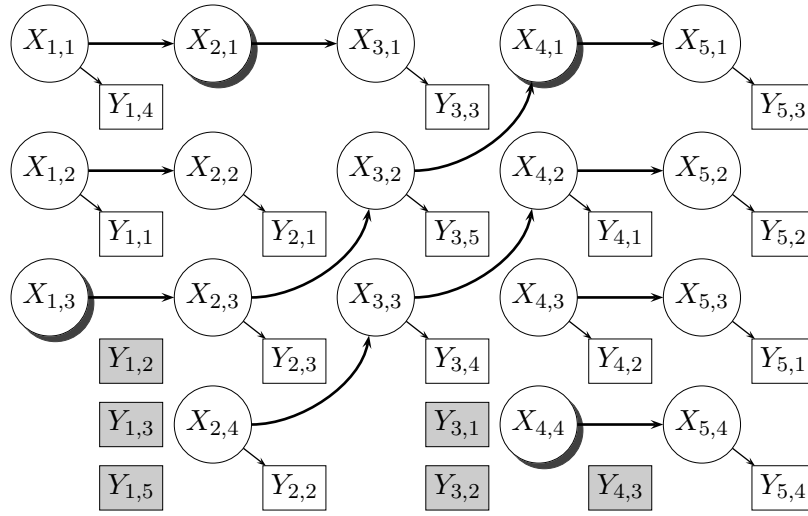 X1,1 X2,1 X3,1 X4,1 X5,1
Y1,4 Y3,3 Y5,3
X1,2 X2,2 X3,2 X4,2 X5,2
Y1,1 Y2,1 Y3,5 Y4,1 Y5,2
X1,3 X2,3 X3,3 X4,3 X5,3
Y1,2 Y2,3 Y3,4 Y4,2 Y5,1
Y1,3 X2,4 Y3,1 X4,4 X5,4
Y1,5 Y2,2 Y3,2 Y4,3 Y5,4